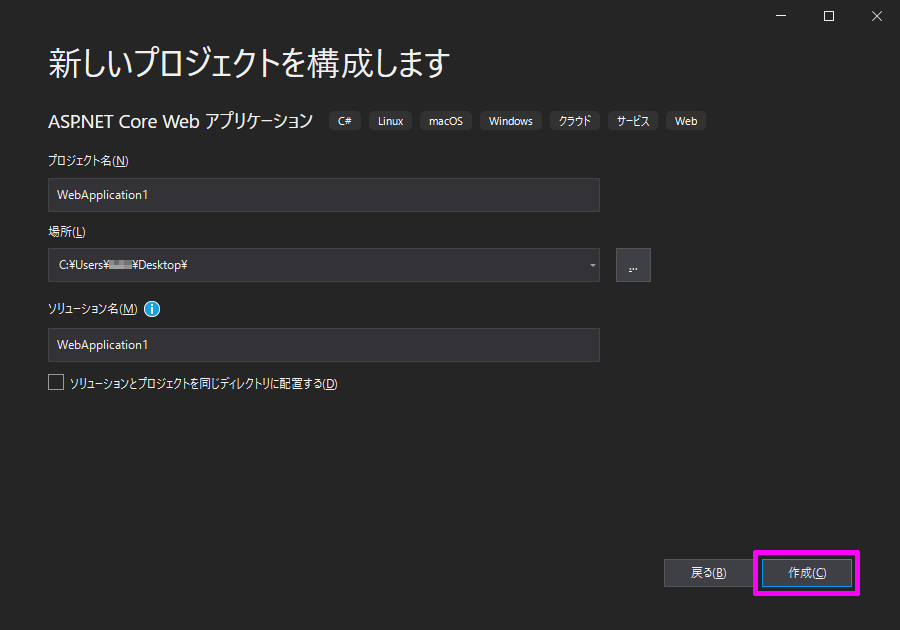 新しいプロジェクトを構成します
ASP.NET Core Web アプリケーション C# Linux macOS Windows クラウド サービス Web
プロジェクト名(N)
WebApplication1
場所(L)
C:¥Users¥ ¥Desktop¥
...
ソリューション名(M) i
WebApplication1
ソリューションとプロジェクトを同じディレクトリに配置する(D)
戻る(B) 作成(C)